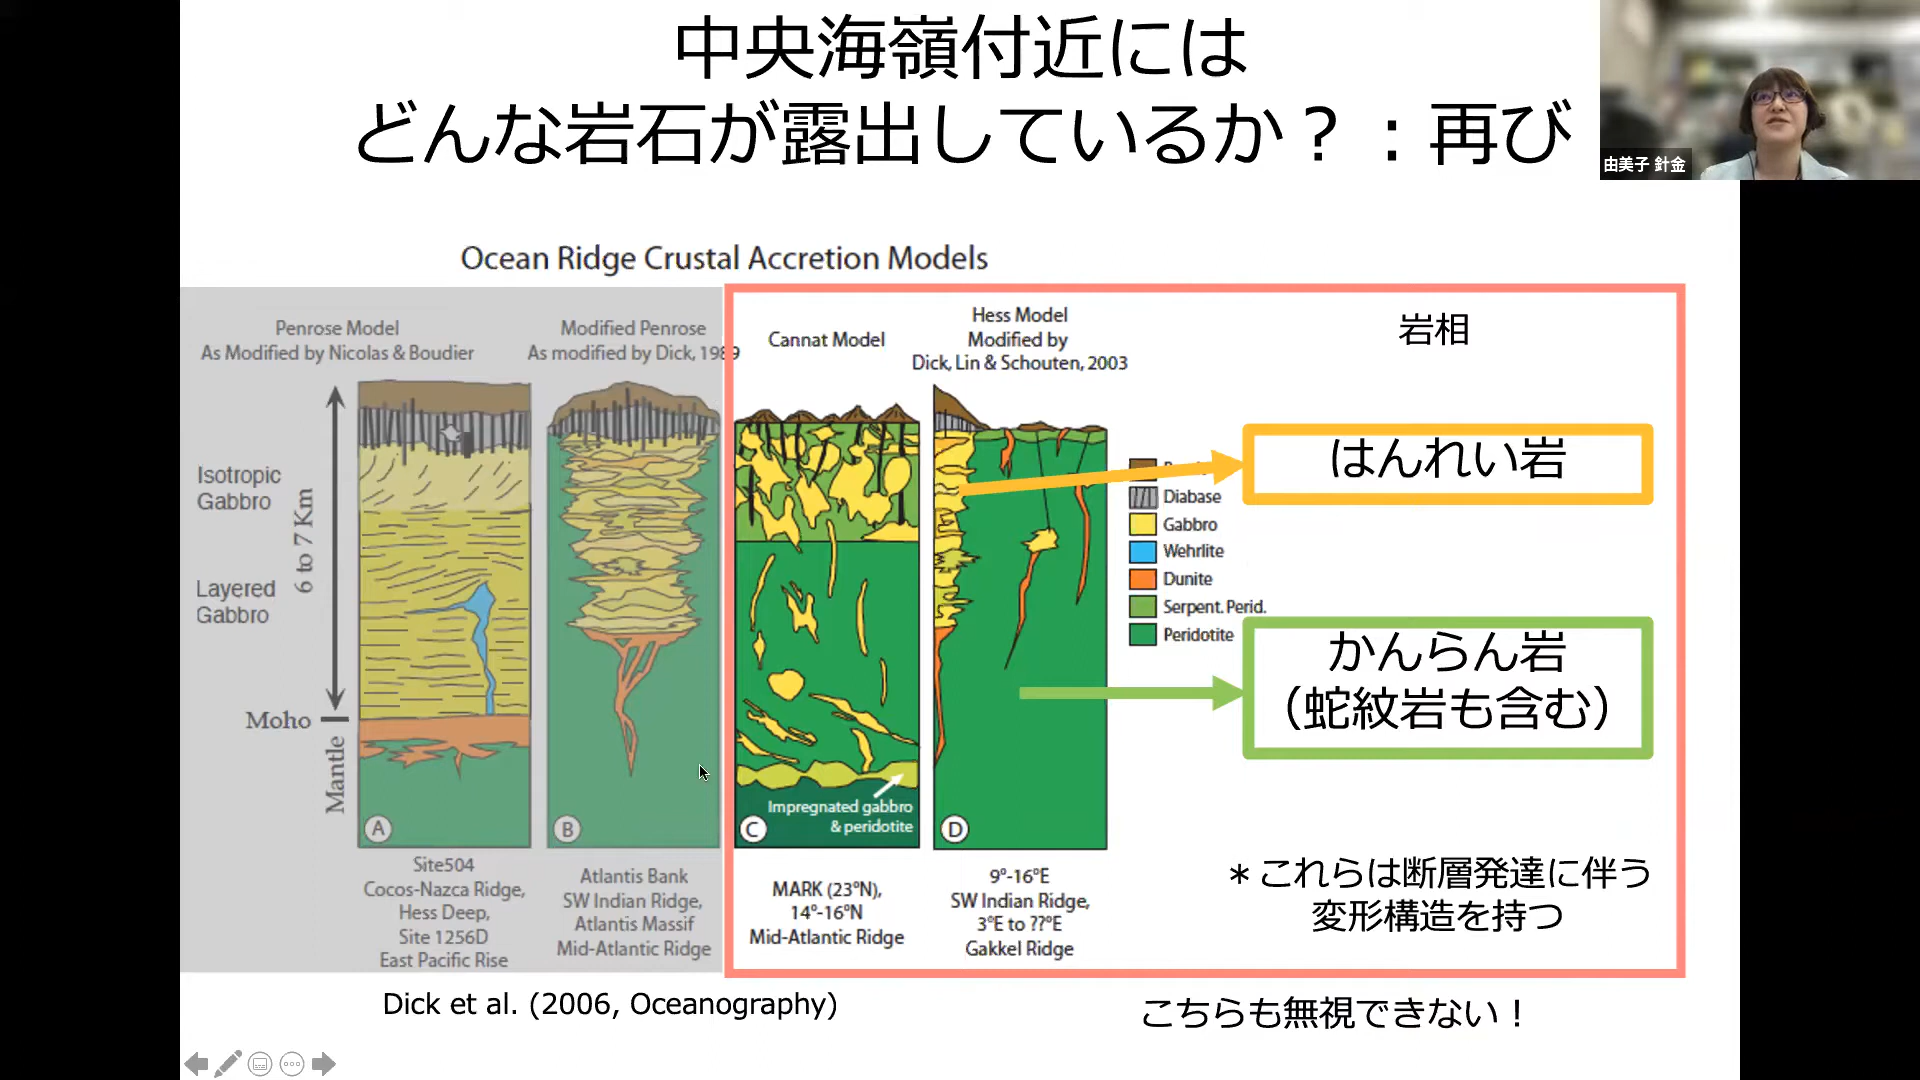 中央海嶺付近には
どんな岩石が露出しているか？：再び
由美子 針金
Ocean Ridge Crustal Accretion Models
Penrose Model
As Modified by Nicolas & Boudier
Modified Penrose
As modified by Dick, 1989
Cannat Model
Hess Model
Modified by
Dick, Lin & Schouten, 2003
岩相
Isotropic
Gabbro
6 to 7 Km
Layered
Gabbro
Moho
Mantle
はんれい岩
Diabase
Gabbro
Wehrlite
Dunite
Serpent. Perid.
Peridotite
かんらん岩
（蛇紋岩も含む）
Impregnated gabbro
& peridotite
A
B
C
D
Site504
Cocos-Nazca Ridge,
Hess Deep,
Site 1256D
East Pacific Rise
Atlantis Bank
SW Indian Ridge,
Atlantis Massif
Mid-Atlantic Ridge
MARK (23°N),
14°-16°N
Mid-Atlantic Ridge
9°-16°E
SW Indian Ridge,
3°E to ??°E
Gakkel Ridge
＊これらは断層発達に伴う
変形構造を持つ
Dick et al. (2006, Oceanography)
こちらも無視できない！